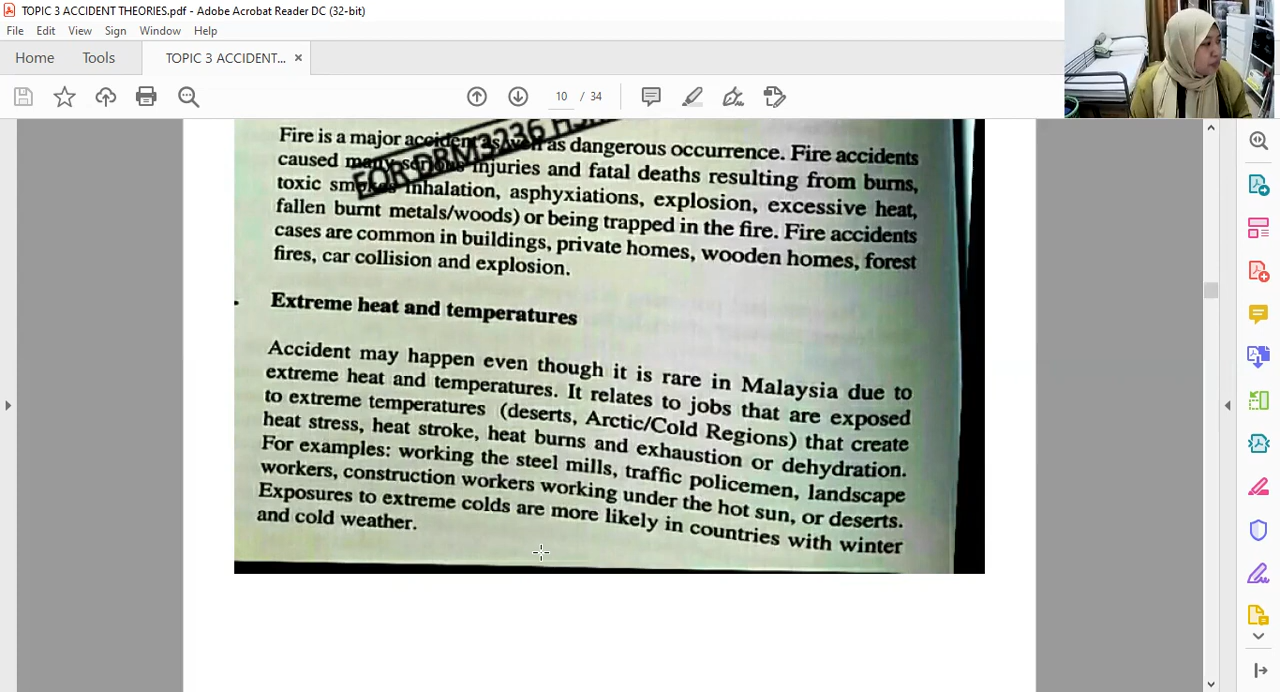 TOPIC 3 ACCIDENT THEORIES.pdf - Adobe Acrobat Reader DC (32-bit)
File Edit View Sign Window Help
Home Tools TOPIC 3 ACCIDENT... ×
10 / 34
FOR DRM3236
Fire is a major accident as well as dangerous occurrence. Fire accidents
caused many serious injuries and fatal deaths resulting from burns,
toxic smokes inhalation, asphyxiations, explosion, excessive heat,
fallen burnt metals/woods) or being trapped in the fire. Fire accidents
cases are common in buildings, private homes, wooden homes, forest
fires, car collision and explosion.
Extreme heat and temperatures
Accident may happen even though it is rare in Malaysia due to
extreme heat and temperatures. It relates to jobs that are exposed
to extreme temperatures (deserts, Arctic/Cold Regions) that create
heat stress, heat stroke, heat burns and exhaustion or dehydration.
For examples: working the steel mills, traffic policemen, landscape
workers, construction workers working under the hot sun, or deserts.
Exposures to extreme colds are more likely in countries with winter
and cold weather.